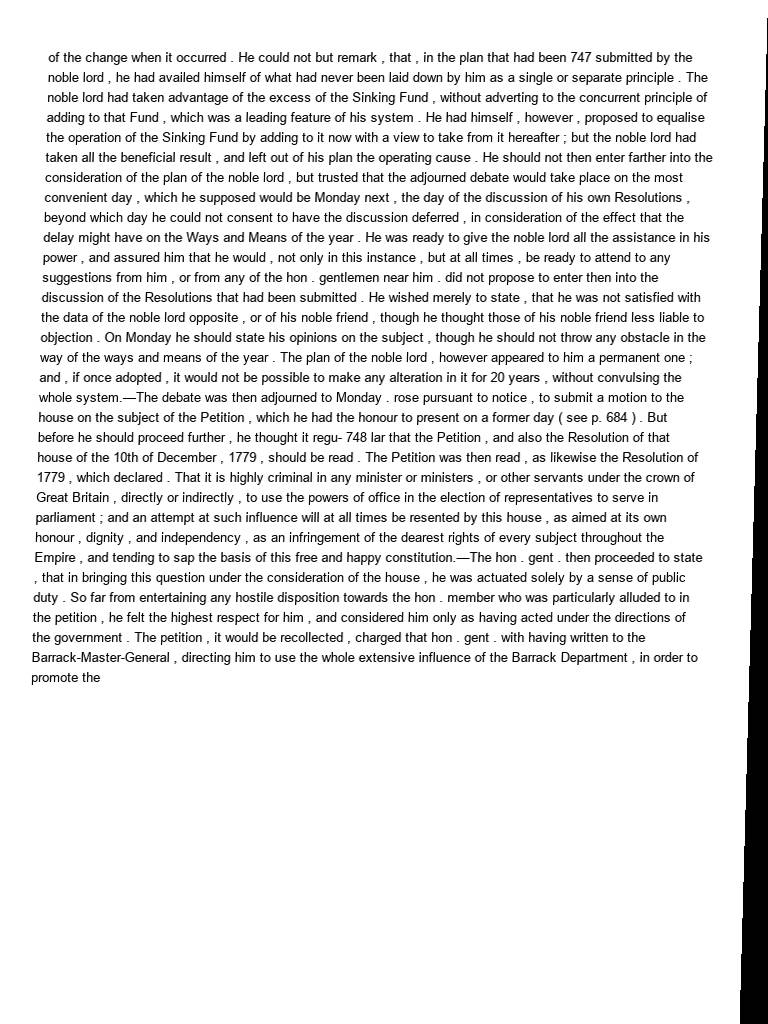 of the change when it occurred . He could not but remark , that , in the plan that had been 747 submitted by the
noble lord , he had availed himself of what had never been laid down by him as a single or separate principle . The
noble lord had taken advantage of the excess of the Sinking Fund , without adverting to the concurrent principle of
adding to that Fund , which was a leading feature of his system . He had himself , however , proposed to equalise
the operation of the Sinking Fund by adding to it now with a view to take from it hereafter ; but the noble lord had
taken all the beneficial result , and left out of his plan the operating cause . He should not then enter farther into the
consideration of the plan of the noble lord , but trusted that the adjourned debate would take place on the most
convenient day , which he supposed would be Monday next , the day of the discussion of his own Resolutions ,
beyond which day he could not consent to have the discussion deferred , in consideration of the effect that the
delay might have on the Ways and Means of the year . He was ready to give the noble lord all the assistance in his
power , and assured him that he would , not only in this instance , but at all times , be ready to attend to any
suggestions from him , or from any of the hon . gentlemen near him . did not propose to enter then into the
discussion of the Resolutions that had been submitted . He wished merely to state , that he was not satisfied with
the data of the noble lord opposite , or of his noble friend , though he thought those of his noble friend less liable to
objection . On Monday he should state his opinions on the subject , though he should not throw any obstacle in the
way of the ways and means of the year . The plan of the noble lord , however appeared to him a permanent one ;
and , if once adopted , it would not be possible to make any alteration in it for 20 years , without convulsing the
whole system.—The debate was then adjourned to Monday . rose pursuant to notice , to submit a motion to the
house on the subject of the Petition , which he had the honour to present on a former day ( see p. 684 ) . But
before he should proceed further , he thought it regu- 748 lar that the Petition , and also the Resolution of that
house of the 10th of December , 1779 , should be read . The Petition was then read , as likewise the Resolution of
1779 , which declared . That it is highly criminal in any minister or ministers , or other servants under the crown of
Great Britain , directly or indirectly , to use the powers of office in the election of representatives to serve in
parliament ; and an attempt at such influence will at all times be resented by this house , as aimed at its own
honour , dignity , and independency , as an infringement of the dearest rights of every subject throughout the
Empire , and tending to sap the basis of this free and happy constitution.—The hon . gent . then proceeded to state
, that in bringing this question under the consideration of the house , he was actuated solely by a sense of public
duty . So far from entertaining any hostile disposition towards the hon . member who was particularly alluded to in
the petition , he felt the highest respect for him , and considered him only as having acted under the directions of
the government . The petition , it would be recollected , charged that hon . gent . with having written to the
Barrack-Master-General , directing him to use the whole extensive influence of the Barrack Department , in order to
promote the